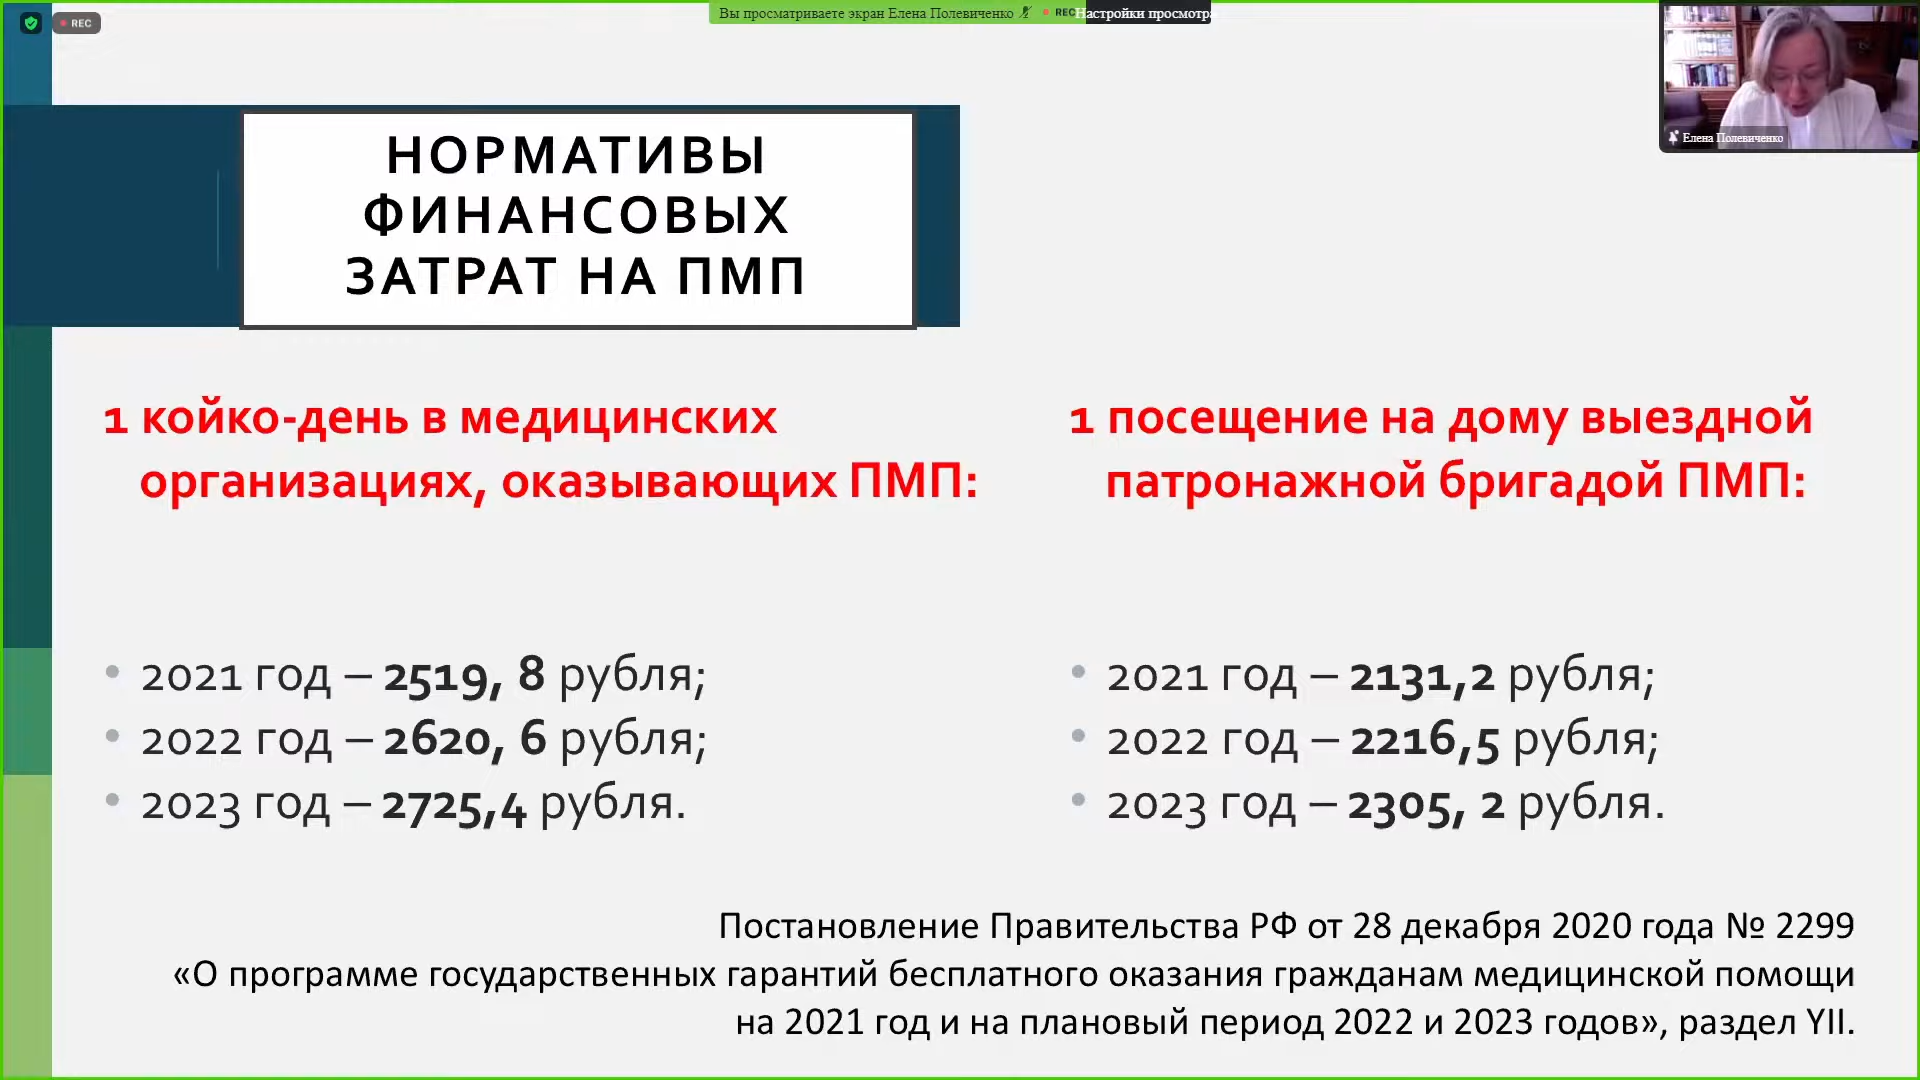 REC
Вы просматриваете экран Елена Полевиченко
REC
Настройки просмотра
Елена Полевиченко
НОРМАТИВЫ
ФИНАНСОВЫХ
ЗАТРАТ НА ПМП
1 койко-день в медицинских
организациях, оказывающих ПМП:
• 2021 год – 2519, 8 рубля;
• 2022 год – 2620, 6 рубля;
• 2023 год – 2725,4 рубля.
1 посещение на дому выездной
патронажной бригадой ПМП:
• 2021 год – 2131,2 рубля;
• 2022 год – 2216,5 рубля;
• 2023 год – 2305, 2 рубля.
Постановление Правительства РФ от 28 декабря 2020 года № 2299
«О программе государственных гарантий бесплатного оказания гражданам медицинской помощи
на 2021 год и на плановый период 2022 и 2023 годов», раздел YII.